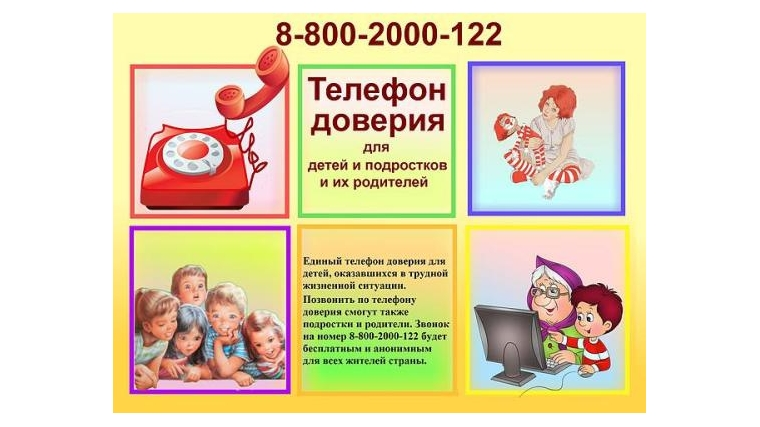 8-800-2000-122
Телефон
доверия
для
детей и подростков
и их родителей
Единый телефон доверия для
детей, оказавшихся в трудной
жизненной ситуации.
Позвонить по телефону
доверия смогут также
подростки и родители. Звонок
на номер 8-800-2000-122 будет
бесплатным и анонимным
для всех жителей страны.